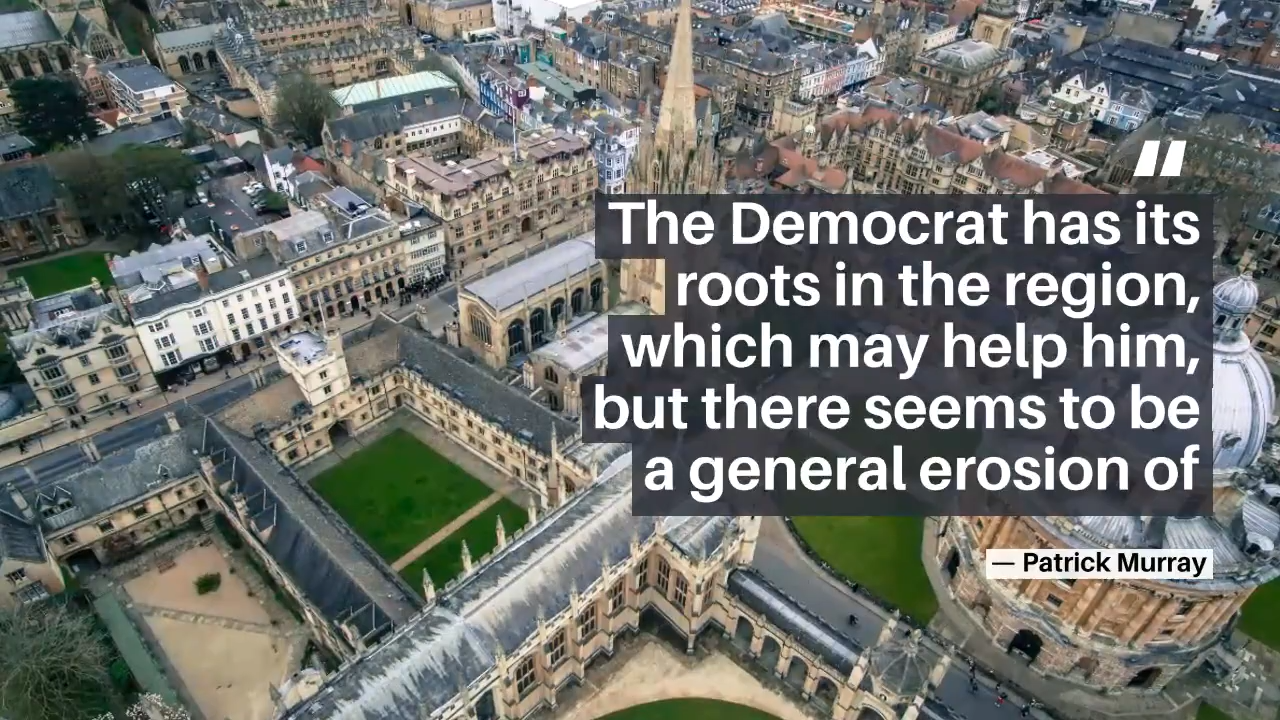 “
The Democrat has its
roots in the region,
which may help him,
but there seems to be
a general erosion of
— Patrick Murray